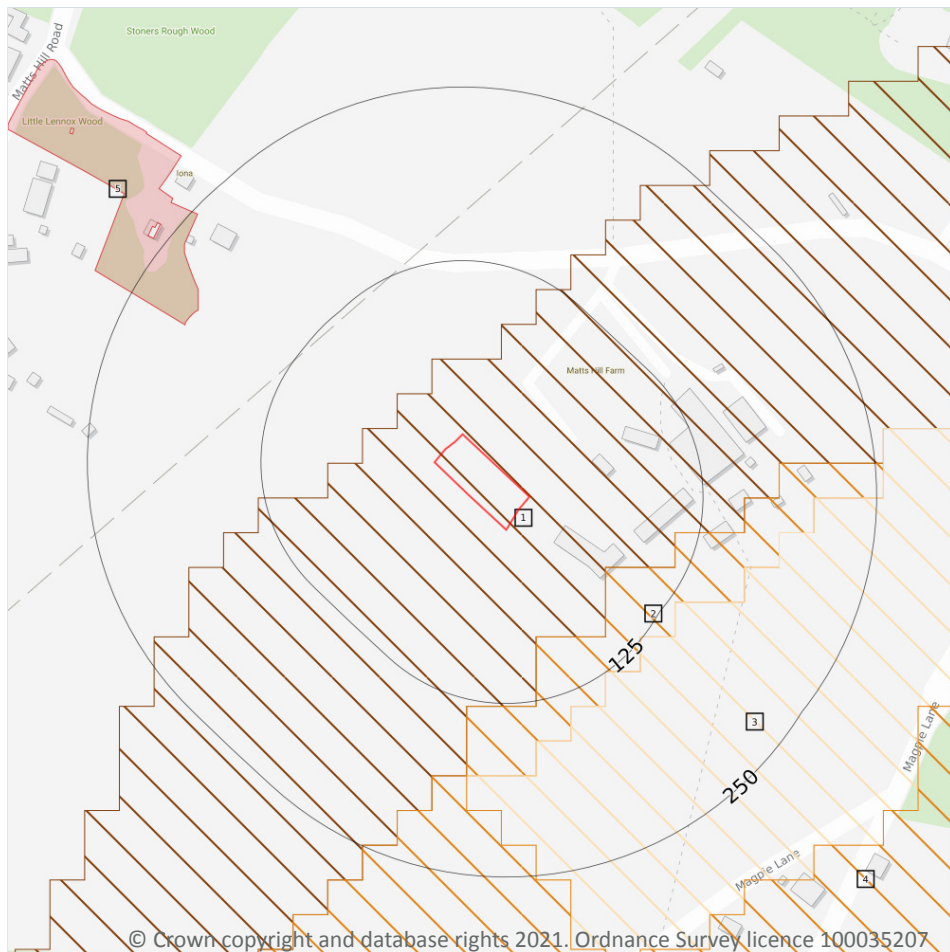 Stoners Rough Wood
Matts Hill Road
Little Lennox Wood
Iona
5
Matts Hill Farm
1
2
125
3
250
Magpie Lane
Magpie Lane
4
© Crown copyright and database rights 2021. Ordnance Survey licence 100035207